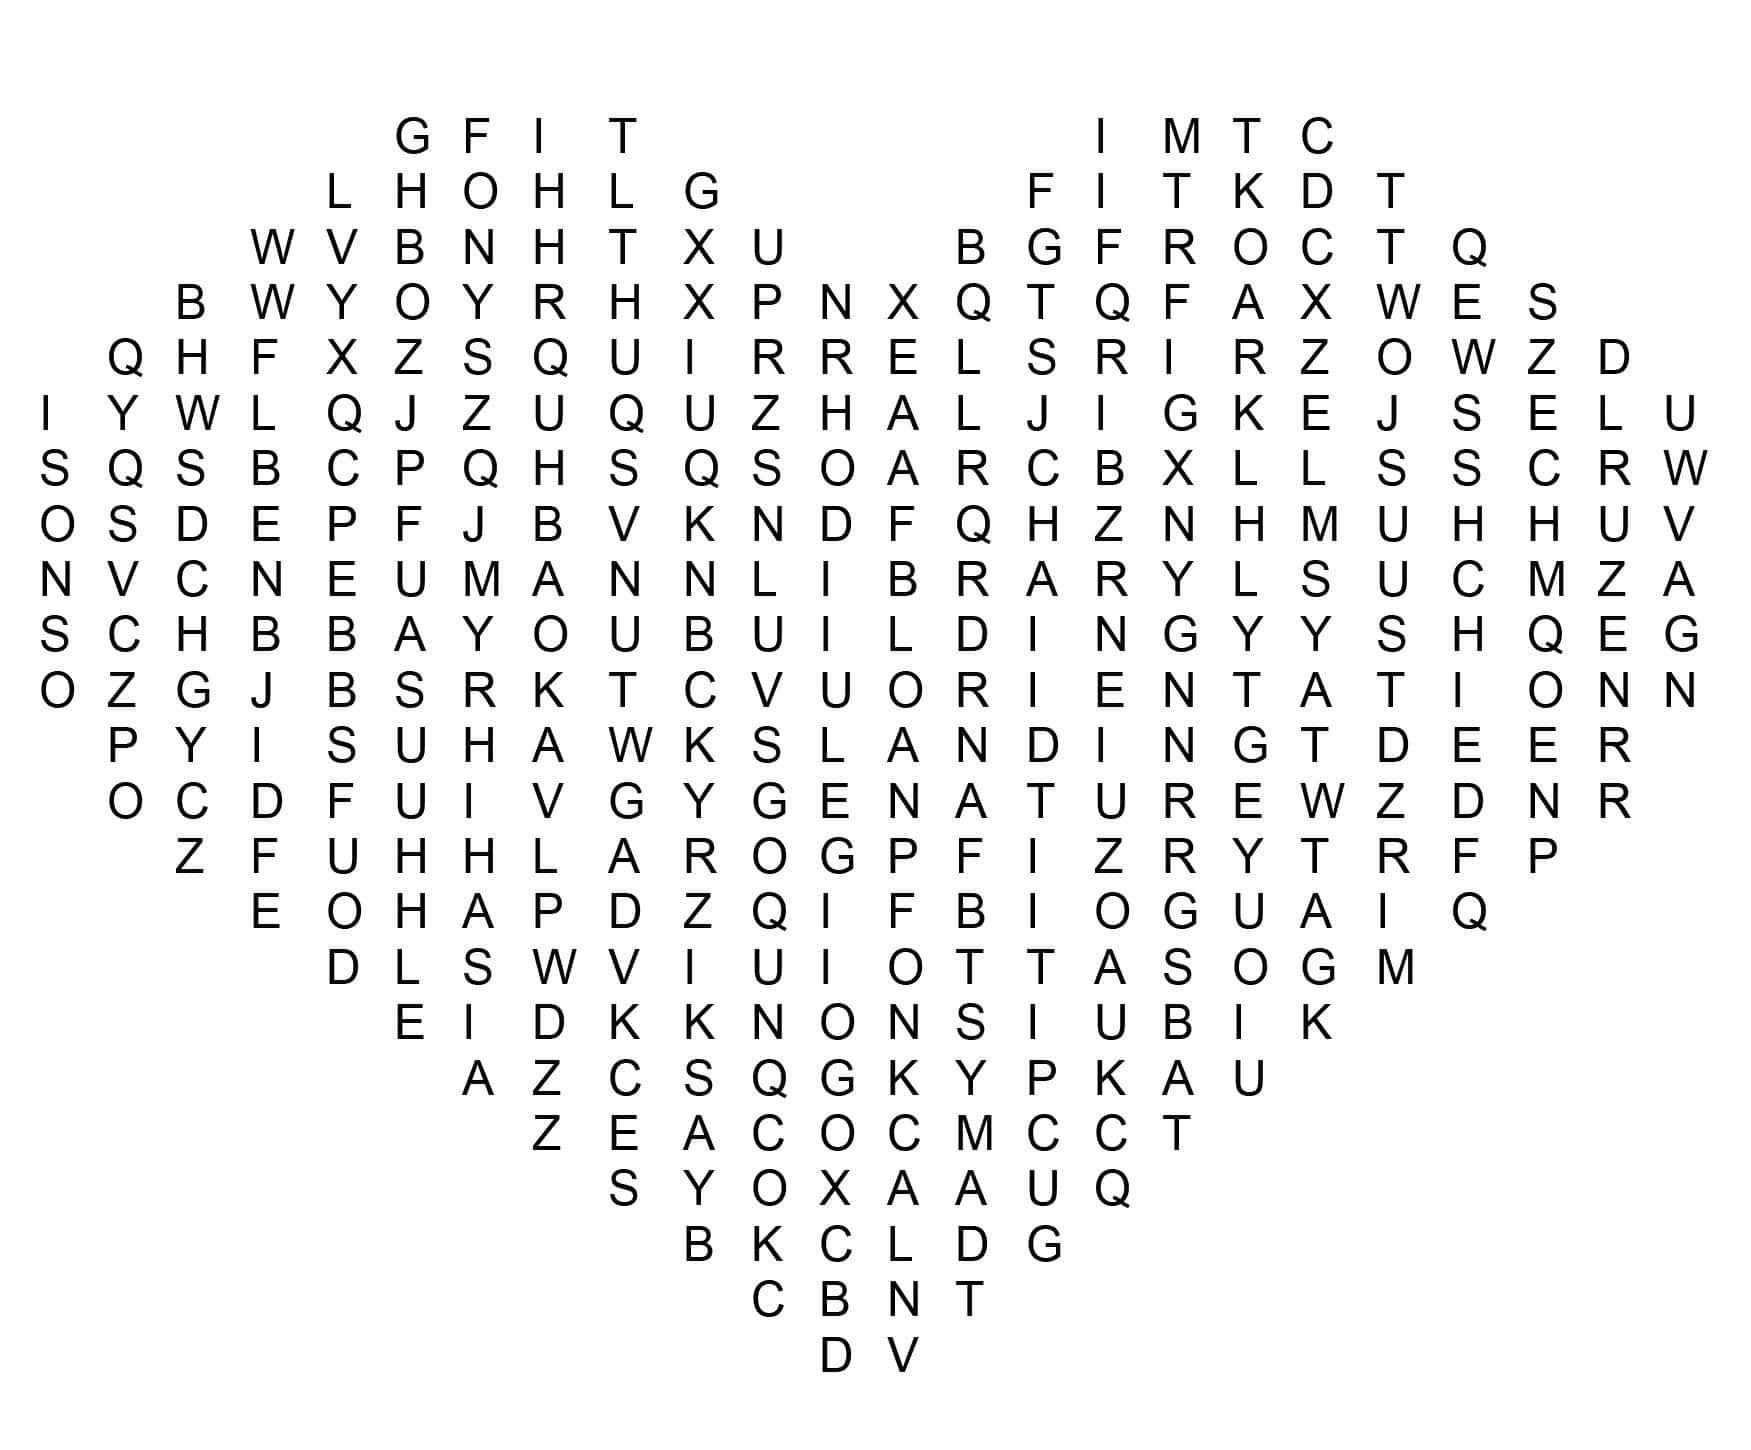 G F I T I M T C
L H O H L G F I T K D T
W V B N H T X U B G F R O C T Q
B W Y O Y R H X P N X Q T Q F A X W E S
Q H F X Z S Q U I R R E L S R I R Z O W Z D
I Y W L Q J Z U Q U Z H A L J I G K E J S E L U
S Q S B C P Q H S Q S O A R C B X L L S S C R W
O S D E P F J B V K N D F Q H Z N H M U H H U V
N V C N E U M A N N L I B R A R Y L S U C M Z A
S C H B B A Y O U B U I L D I N G Y Y S H Q E G
O Z G J B S R K T C V U O R I E N T A T I O N N
P Y I S U H A W K S L A N D I N G T D E E R
O C D F U I V G Y G E N A T U R E W Z D N R
Z F U H H L A R O G P F I Z R Y T R F P
E O H A P D Z Q I F B I O G U A I Q
D L S W V I U I O T T A S O G M
E I D K K N O N S I U B I K
A Z C S Q G K Y P K A U
Z E A C O C M C C T
S Y O X A A U Q
B K C L D G
C B N T
D V